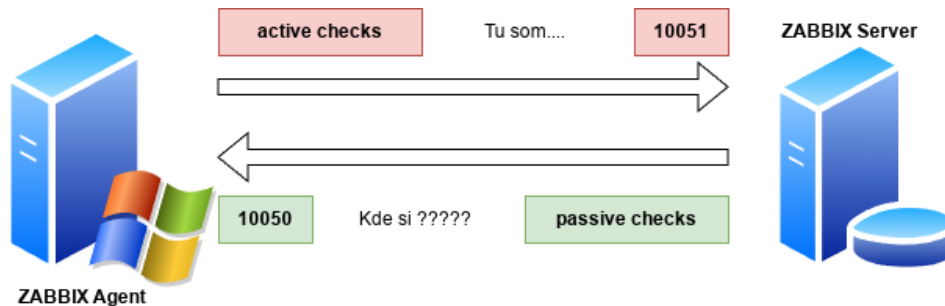 active checks
Tu som....
10051
ZABBIX Server
10050
Kde si ?????
passive checks
ZABBIX Agent